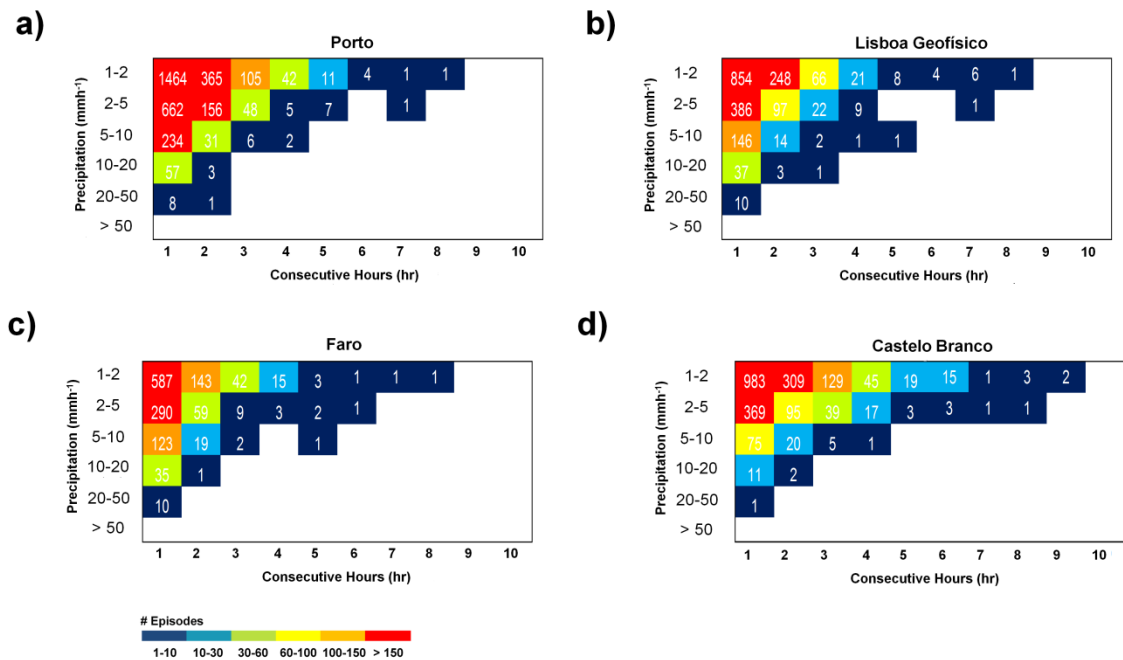 a)
Porto
Precipitation (mmh⁻¹)
1-2 1464 365 105 42 11 4 1 1
2-5 662 156 48 5 7 1
5-10 234 31 6 2
10-20 57 3
20-50 8 1
> 50
1 2 3 4 5 6 7 8 9 10
Consecutive Hours (hr)
b)
Lisboa Geofísico
Precipitation (mmh⁻¹)
1-2 854 248 66 21 8 4 6 1
2-5 386 97 22 9 1
5-10 146 14 2 1 1
10-20 37 3 1
20-50 10
> 50
1 2 3 4 5 6 7 8 9 10
Consecutive Hours (hr)
c)
Faro
Precipitation (mmh⁻¹)
1-2 587 143 42 15 3 1 1 1
2-5 290 59 9 3 2 1
5-10 123 19 2 1
10-20 35 1
20-50 10
> 50
1 2 3 4 5 6 7 8 9 10
Consecutive Hours (hr)
d)
Castelo Branco
Precipitation (mmh⁻¹)
1-2 983 309 129 45 19 15 1 3 2
2-5 369 95 39 17 3 3 1 1
5-10 75 20 5 1
10-20 11 2
20-50 1
> 50
1 2 3 4 5 6 7 8 9 10
Consecutive Hours (hr)
# Episodes
1-10 10-30 30-60 60-100 100-150 > 150